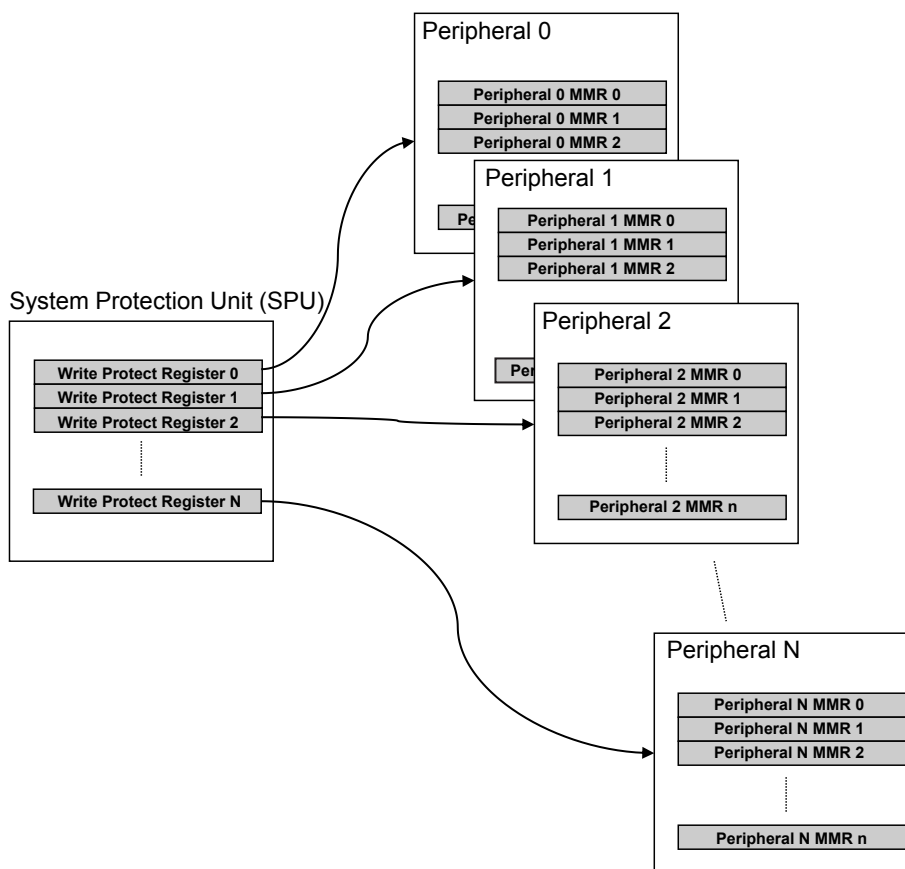 Peripheral 0
Peripheral 0 MMR 0
Peripheral 0 MMR 1
Peripheral 0 MMR 2
Peripheral 1
Peripheral 1 MMR 0
Peripheral 1 MMR 1
Peripheral 1 MMR 2
System Protection Unit (SPU)
Write Protect Register 0
Write Protect Register 1
Write Protect Register 2
Write Protect Register N
Peripheral 2
Peripheral 2 MMR 0
Peripheral 2 MMR 1
Peripheral 2 MMR 2
Peripheral 2 MMR n
Peripheral N
Peripheral N MMR 0
Peripheral N MMR 1
Peripheral N MMR 2
Peripheral N MMR n